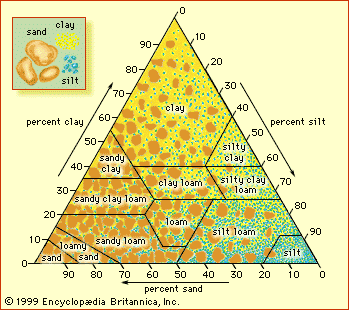 sand
clay
silt
0
90
10
80
20
70
30
percent clay
percent silt
60
40
clay
50
50
silty
clay
40
60
sandy
clay
clay loam
silty clay
loam
30
70
sandy clay loam
20
loam
80
silt loam
10
loamy
sand
sandy loam
90
0
sand
silt
0
90
80
70
60
50
40
30
20
10
percent sand
© 1999 Encyclopædia Britannica, Inc.